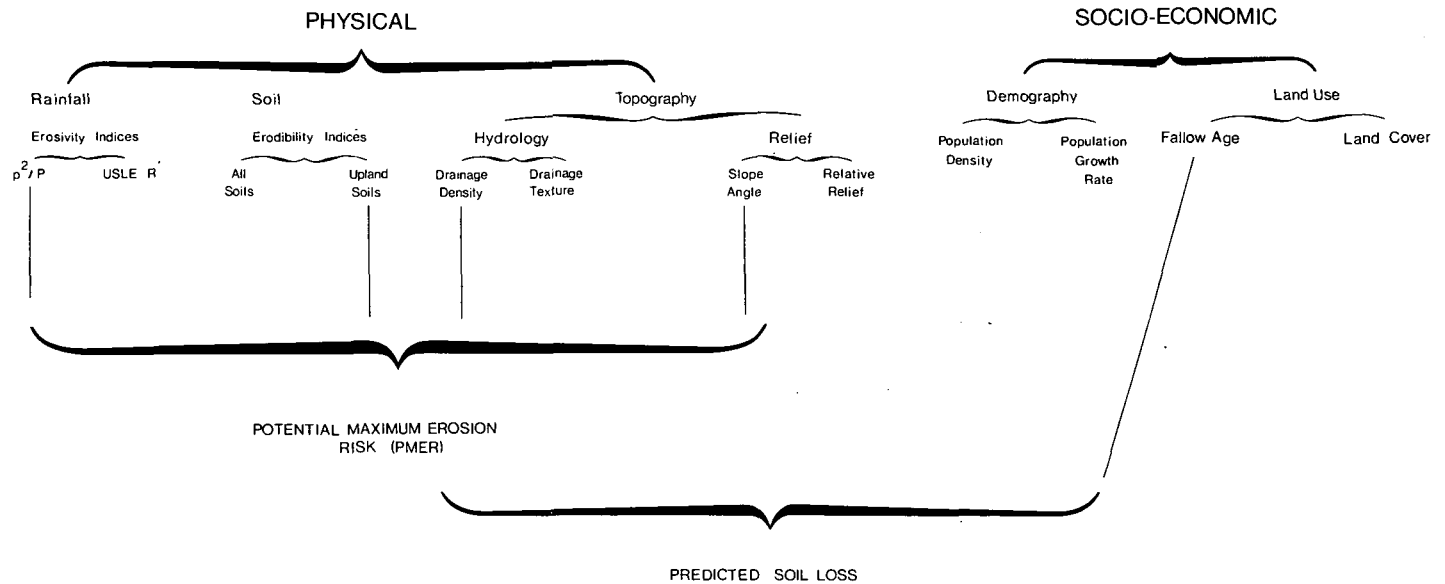 PHYSICAL
SOCIO-ECONOMIC
Rainfall
Soil
Topography
Demography
Land Use
Erosivity Indices
Erodibility Indices
Hydrology
Relief
Population
Density
Population
Growth
Rate
Fallow Age
Land Cover
p²/P
USLE R
All
Soils
Upland
Soils
Drainage
Density
Drainage
Texture
Slope
Angle
Relative
Relief
POTENTIAL MAXIMUM EROSION
RISK (PMER)
PREDICTED SOIL LOSS